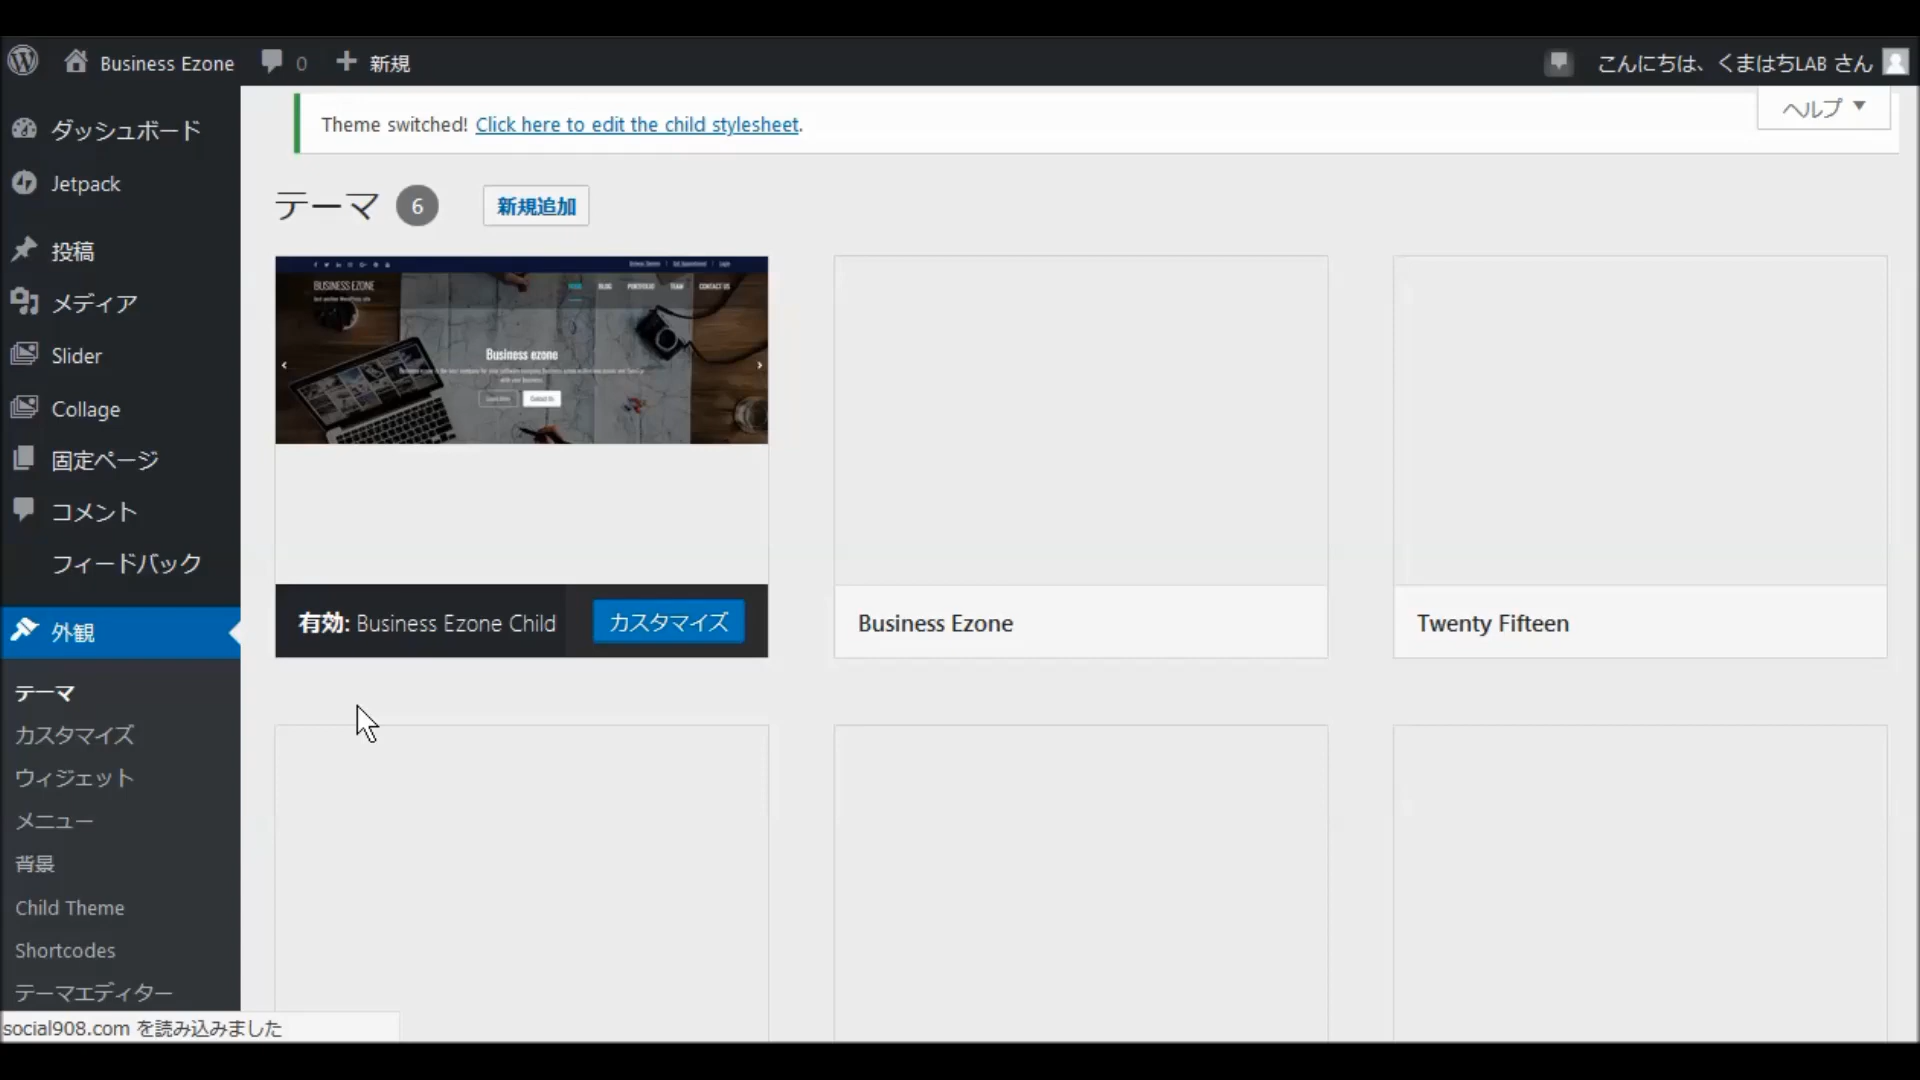 Business Ezone 0 新規 こんにちは、くまはちLAB さん
ヘルプ
Theme switched! Click here to edit the child stylesheet.
テーマ 6 新規追加
ダッシュボード
Jetpack
投稿
メディア
Slider
Collage
固定ページ
コメント
フィードバック
外観
テーマ
カスタマイズ
ウィジェット
メニュー
背景
Child Theme
Shortcodes
テーマエディター
social908.com を読み込みました
BUSINESS EZONE
BLOG PORTFOLIO TEAM CONTACT US
Business ezone
Contact Us
有効: Business Ezone Child カスタマイズ
Business Ezone
Twenty Fifteen